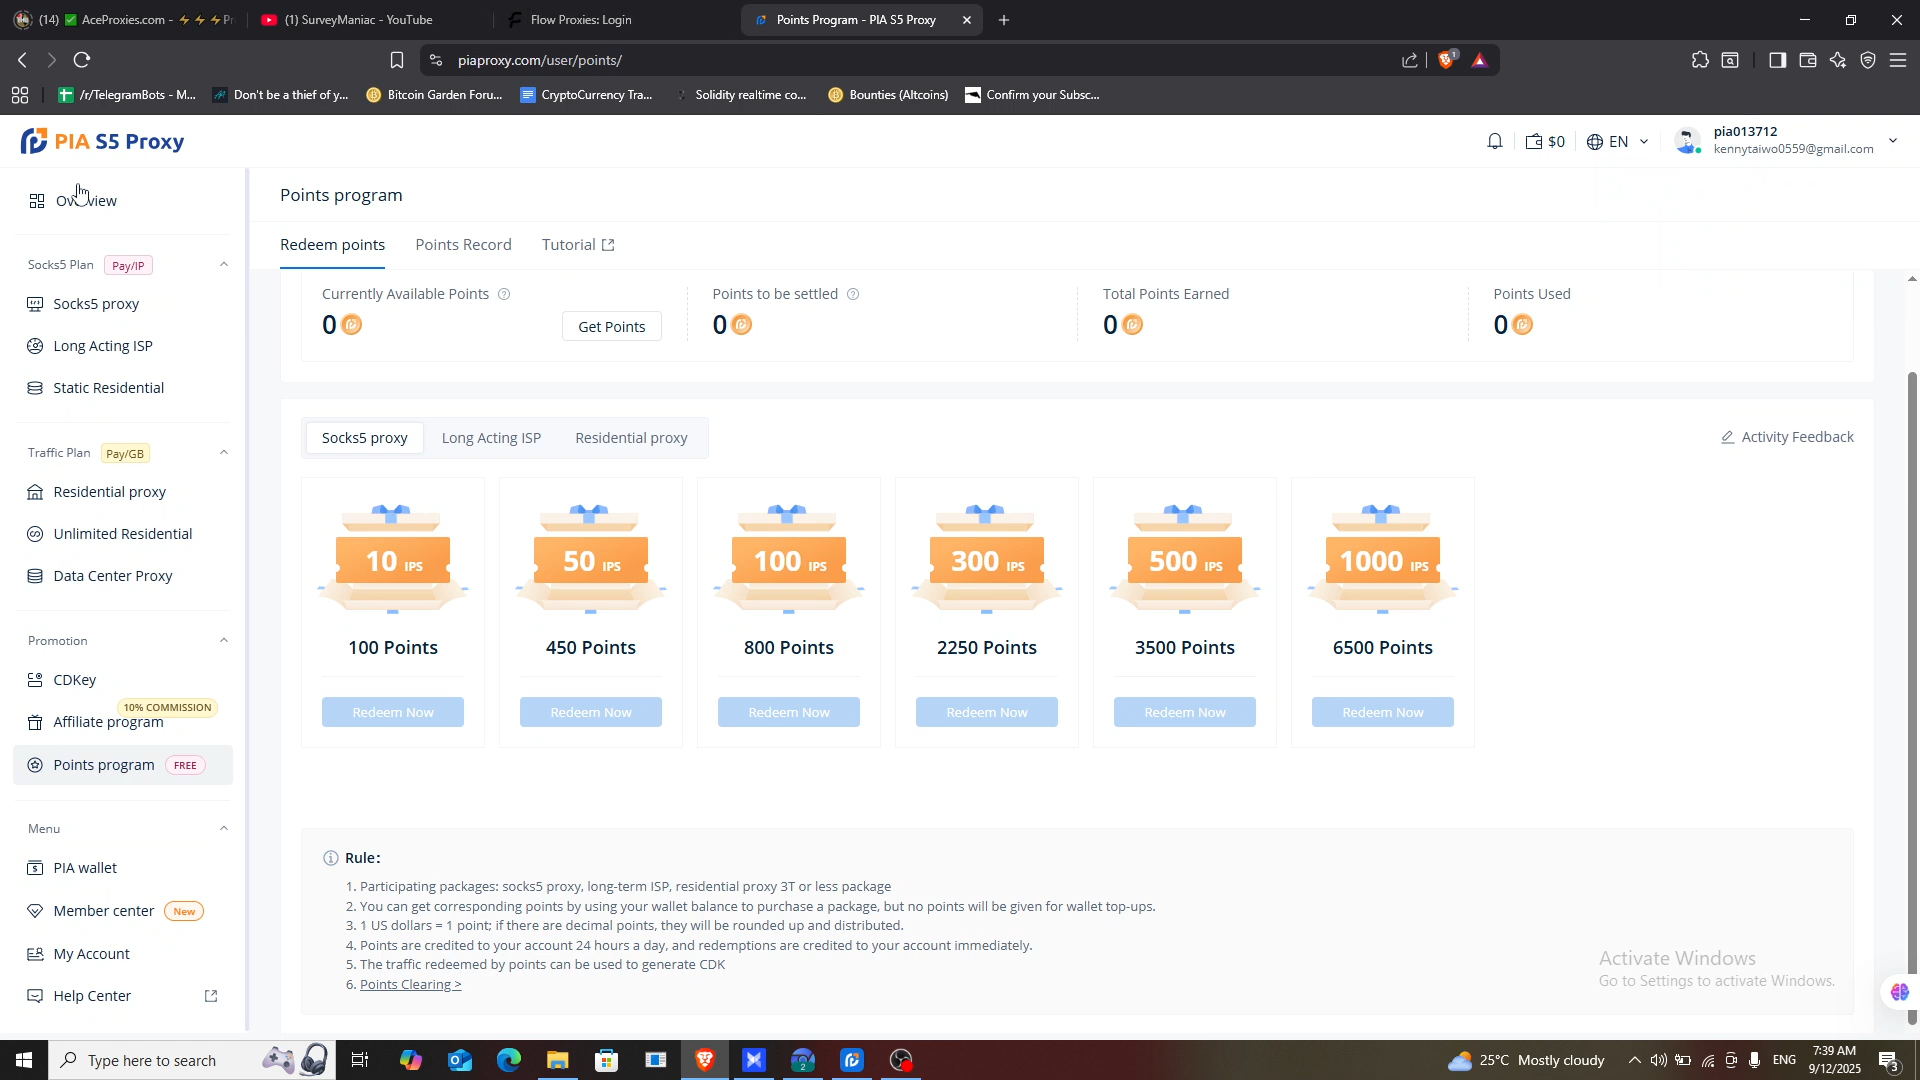 (14) ✅ AceProxies.com - ⚡⚡⚡Pr
(1) SurveyManiac - YouTube
Flow Proxies: Login
Points Program - PIA S5 Proxy
piaproxy.com/user/points/
/r/TelegramBots - M...
Don't be a thief of y...
Bitcoin Garden Foru...
CryptoCurrency Tra...
Solidity realtime co...
Bounties (Altcoins)
Confirm your Subsc...
PIA S5 Proxy
$0
EN
pia013712
kennytaiwo0559@gmail.com
Overview
Socks5 Plan Pay/IP
Socks5 proxy
Long Acting ISP
Static Residential
Traffic Plan Pay/GB
Residential proxy
Unlimited Residential
Data Center Proxy
Promotion
CDKey
10% COMMISSION
Affiliate program
Points program FREE
Menu
PIA wallet
Member center New
My Account
Help Center
Points program
Redeem points
Points Record
Tutorial
Currently Available Points
0
Get Points
Points to be settled
0
Total Points Earned
0
Points Used
0
Socks5 proxy
Long Acting ISP
Residential proxy
Activity Feedback
10 IPS
100 Points
Redeem Now
50 IPS
450 Points
Redeem Now
100 IPS
800 Points
Redeem Now
300 IPS
2250 Points
Redeem Now
500 IPS
3500 Points
Redeem Now
1000 IPS
6500 Points
Redeem Now
Rule:
1. Participating packages: socks5 proxy, long-term ISP, residential proxy 3T or less package
2. You can get corresponding points by using your wallet balance to purchase a package, but no points will be given for wallet top-ups.
3. 1 US dollars = 1 point; if there are decimal points, they will be rounded up and distributed.
4. Points are credited to your account 24 hours a day, and redemptions are credited to your account immediately.
5. The traffic redeemed by points can be used to generate CDK
6. Points Clearing >
Activate Windows
Go to Settings to activate Windows.
Type here to search
25°C Mostly cloudy
ENG
7:39 AM
9/12/2025